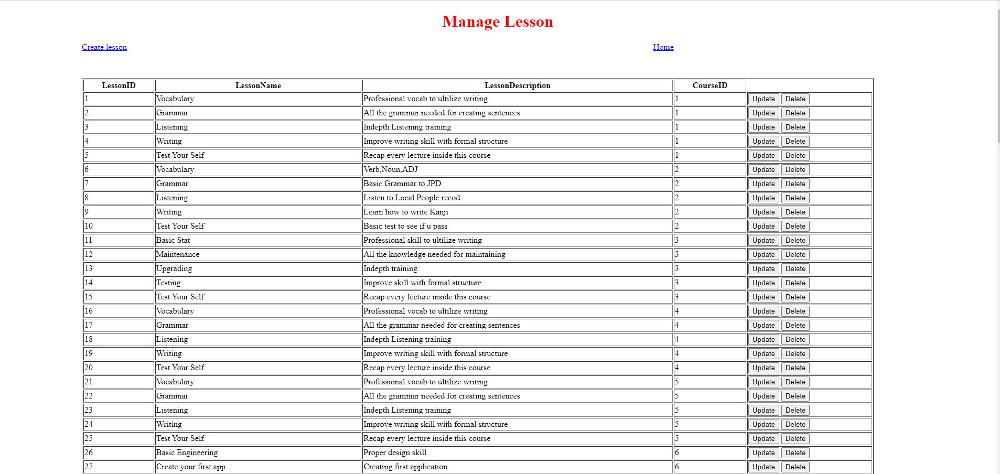 Manage Lesson
Create lesson Home
LessonID LessonName LessonDescription CourseID
1 Vocabulary Professional vocab to ultilize writing 1 Update Delete
2 Grammar All the grammar needed for creating sentences 1 Update Delete
3 Listening Indepth Listening training 1 Update Delete
4 Writing Improve writing skill with formal structure 1 Update Delete
5 Test Your Self Recap every lecture inside this course 1 Update Delete
6 Vocabulary Verb,Noun,ADJ 2 Update Delete
7 Grammar Basic Grammar to JPD 2 Update Delete
8 Listening Listen to Local People recod 2 Update Delete
9 Writing Learn how to write Kanji 2 Update Delete
10 Test Your Self Basic test to see if u pass 2 Update Delete
11 Basic Stat Professional skill to ultilize writing 3 Update Delete
12 Maintenance All the knowledge needed for maintaining 3 Update Delete
13 Upgrading Indepth training 3 Update Delete
14 Testing Improve skill with formal structure 3 Update Delete
15 Test Your Self Recap every lecture inside this course 3 Update Delete
16 Vocabulary Professional vocab to ultilize writing 4 Update Delete
17 Grammar All the grammar needed for creating sentences 4 Update Delete
18 Listening Indepth Listening training 4 Update Delete
19 Writing Improve writing skill with formal structure 4 Update Delete
20 Test Your Self Recap every lecture inside this course 4 Update Delete
21 Vocabulary Professional vocab to ultilize writing 5 Update Delete
22 Grammar All the grammar needed for creating sentences 5 Update Delete
23 Listening Indepth Listening training 5 Update Delete
24 Writing Improve writing skill with formal structure 5 Update Delete
25 Test Your Self Recap every lecture inside this course 5 Update Delete
26 Basic Engineering Proper design skill 6 Update Delete
27 Create your first app Creating first application 6 Update Delete